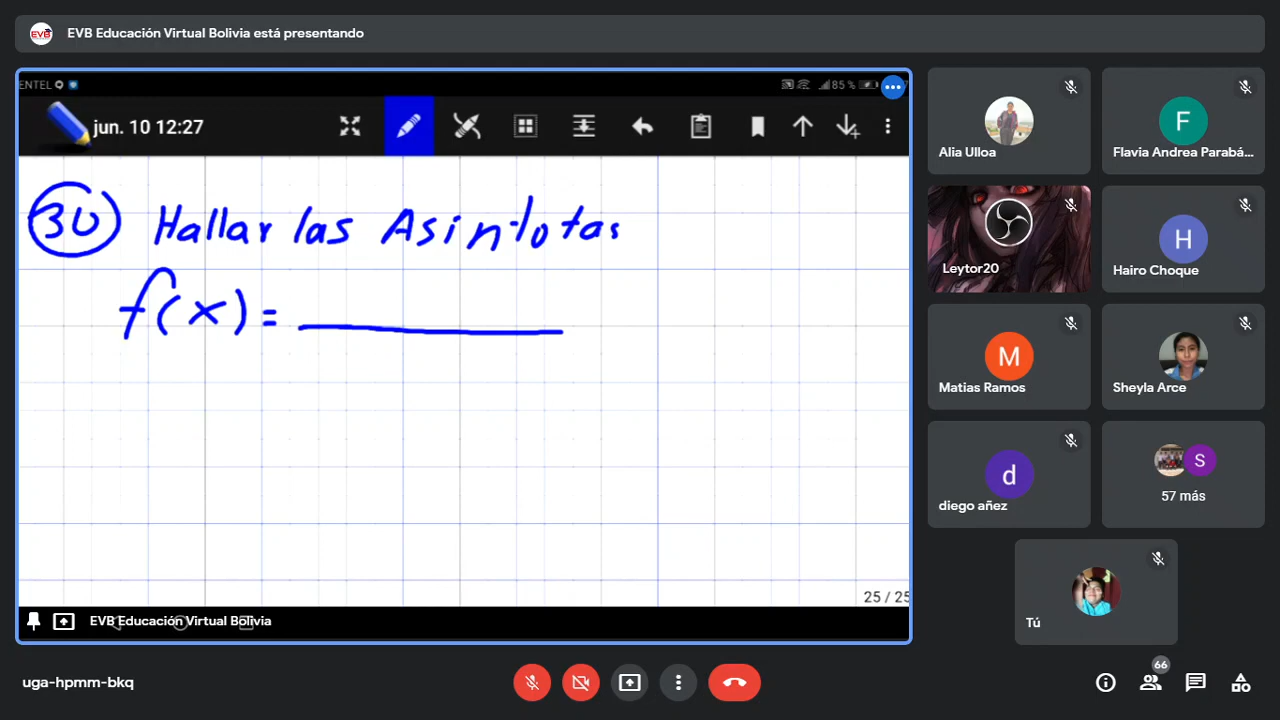 EVB Educación Virtual Bolivia está presentando
ENTEL
85 %
jun. 10 12:27
30 Hallar las Asintotas
f(x)=
25 / 25
EVB Educación Virtual Bolivia
Alia Ulloa
F
Flavia Andrea Parabá...
Leytor20
H
Hairo Choque
M
Matias Ramos
Sheyla Arce
d
diego añez
S
57 más
Tú
uga-hpmm-bkq
66